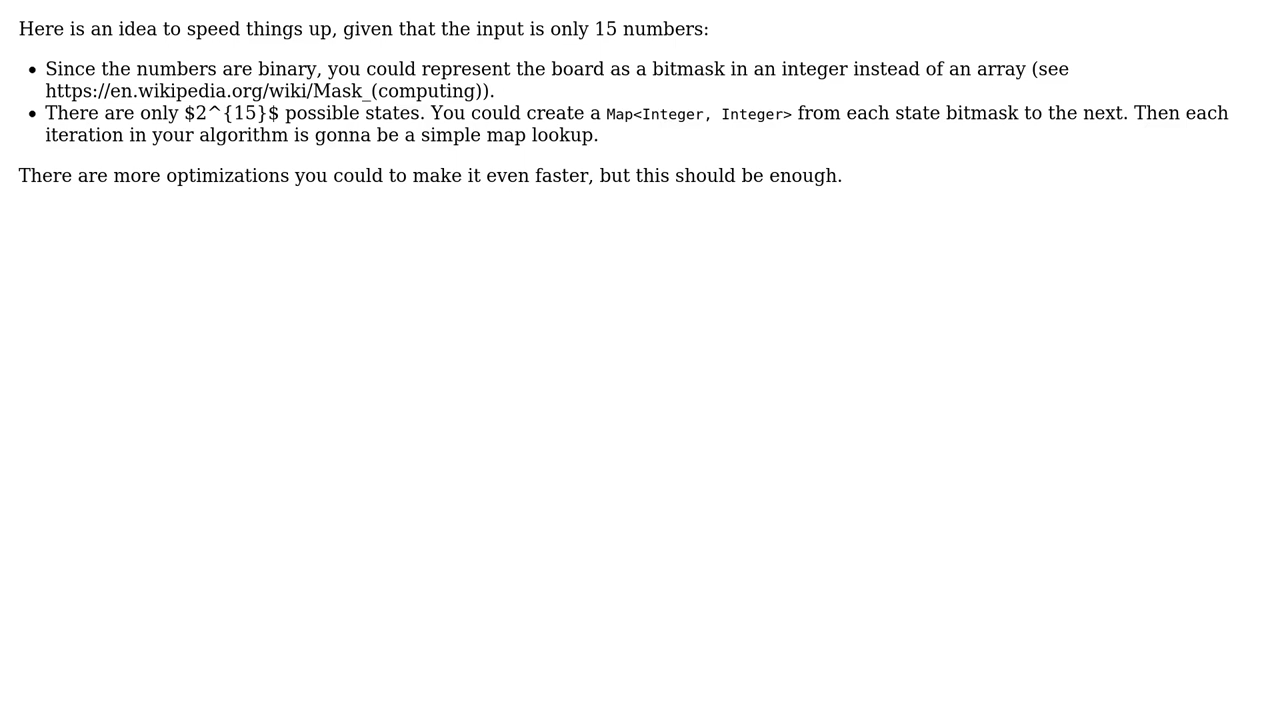 Here is an idea to speed things up, given that the input is only 15 numbers:
• Since the numbers are binary, you could represent the board as a bitmask in an integer instead of an array (see
https://en.wikipedia.org/wiki/Mask_(computing)).
• There are only $2^{15}$ possible states. You could create a Map<Integer, Integer> from each state bitmask to the next. Then each
iteration in your algorithm is gonna be a simple map lookup.
There are more optimizations you could to make it even faster, but this should be enough.